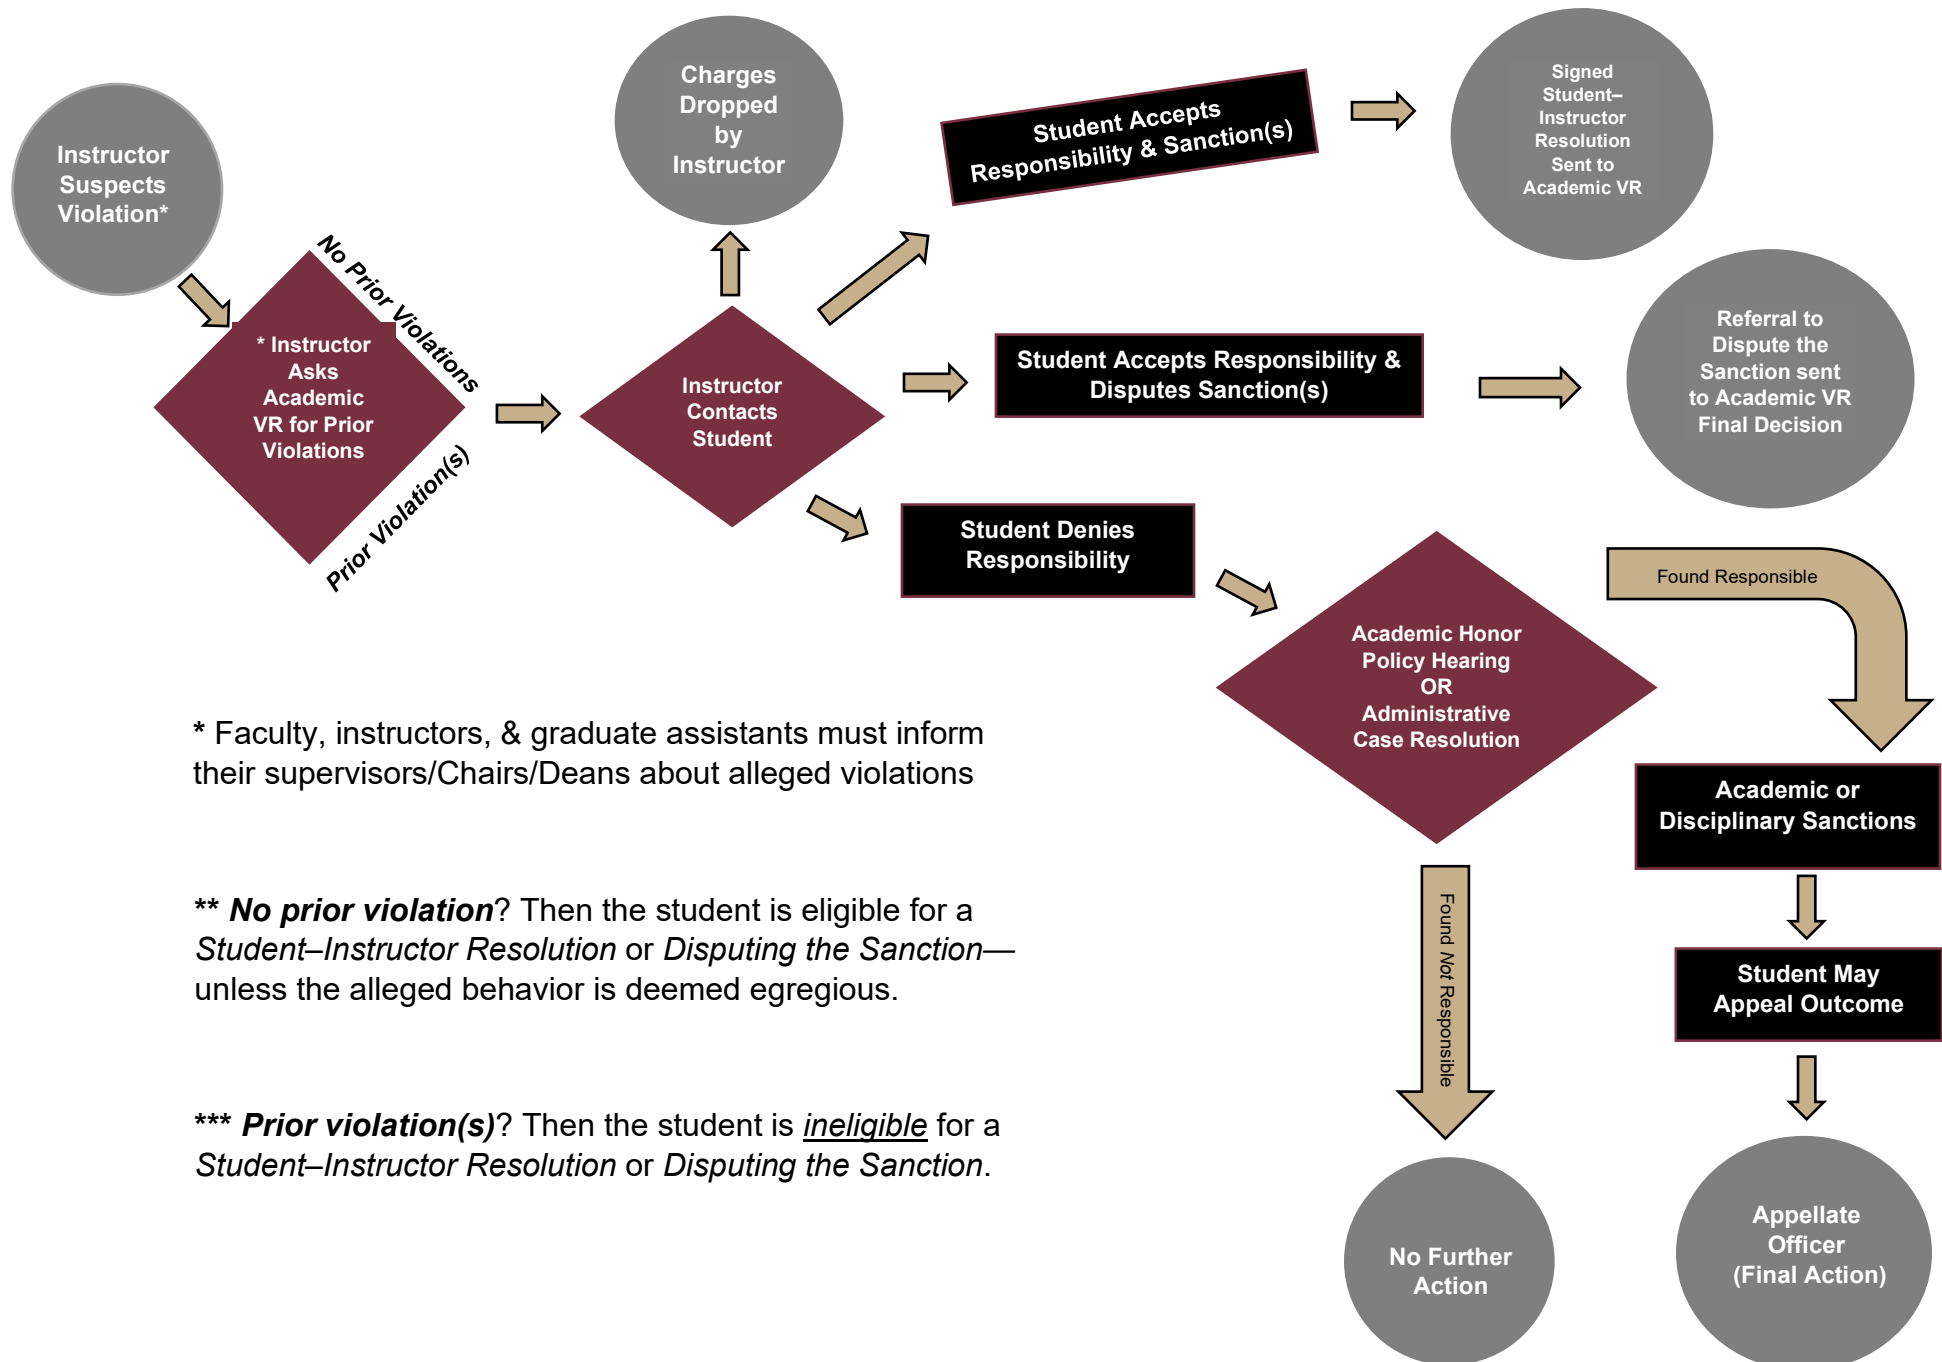 Instructor
Suspects
Violation*
No Prior Violations
* Instructor
Asks
Academic
VR for Prior
Violations
Prior Violation(s)
Charges
Dropped
by
Instructor
Instructor
Contacts
Student
Student Accepts
Responsibility & Sanction(s)
Signed
Student–
Instructor
Resolution
Sent to
Academic VR
Student Accepts Responsibility &
Disputes Sanction(s)
Referral to
Dispute the
Sanction sent
to Academic VR
Final Decision
Student Denies
Responsibility
Academic Honor
Policy Hearing
OR
Administrative
Case Resolution
Found Responsible
Academic or
Disciplinary Sanctions
Student May
Appeal Outcome
Appellate
Officer
(Final Action)
Found Not Responsible
No Further
Action
* Faculty, instructors, & graduate assistants must inform
their supervisors/Chairs/Deans about alleged violations
** No prior violation? Then the student is eligible for a
Student–Instructor Resolution or Disputing the Sanction—
unless the alleged behavior is deemed egregious.
*** Prior violation(s)? Then the student is ineligible for a
Student–Instructor Resolution or Disputing the Sanction.